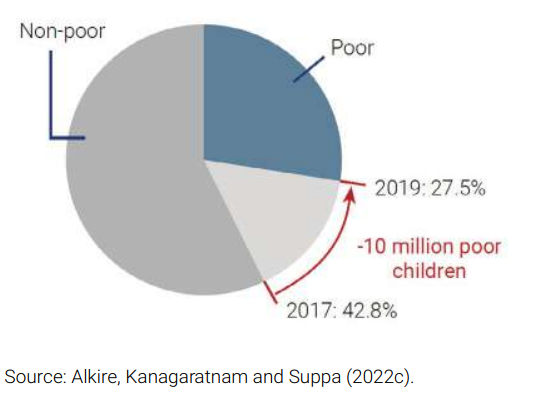 Non-poor
Poor
2019: 27.5%
-10 million poor
children
2017: 42.8%
Source: Alkire, Kanagaratnam and Suppa (2022c).